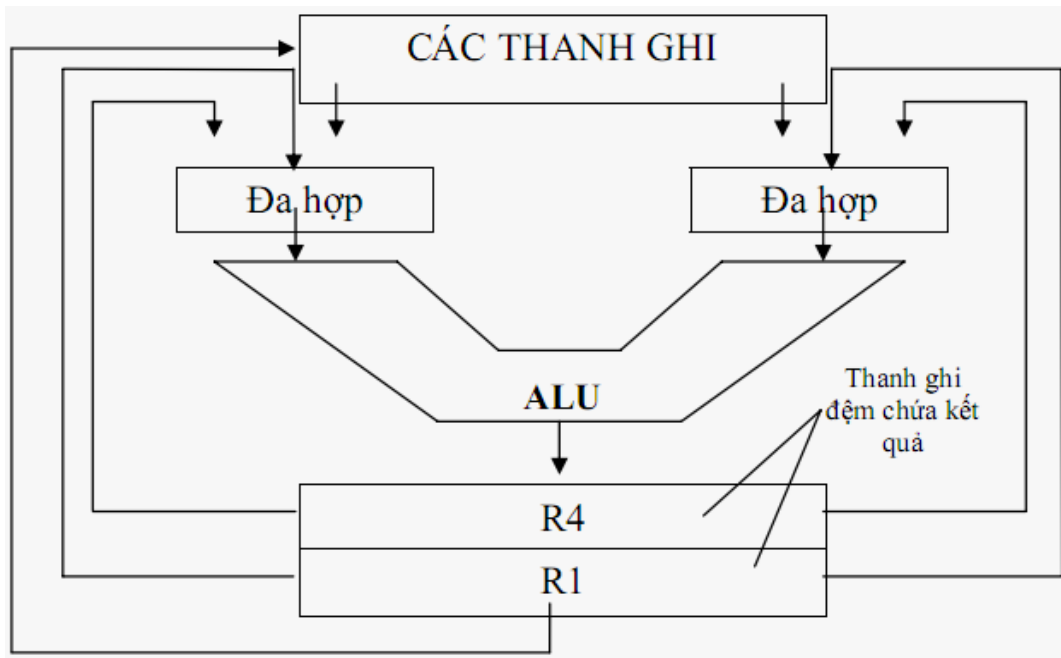 CÁC THANH GHI
Đa hợp
Đa hợp
ALU
Thanh ghi
đệm chứa kết
quả
R4
R1